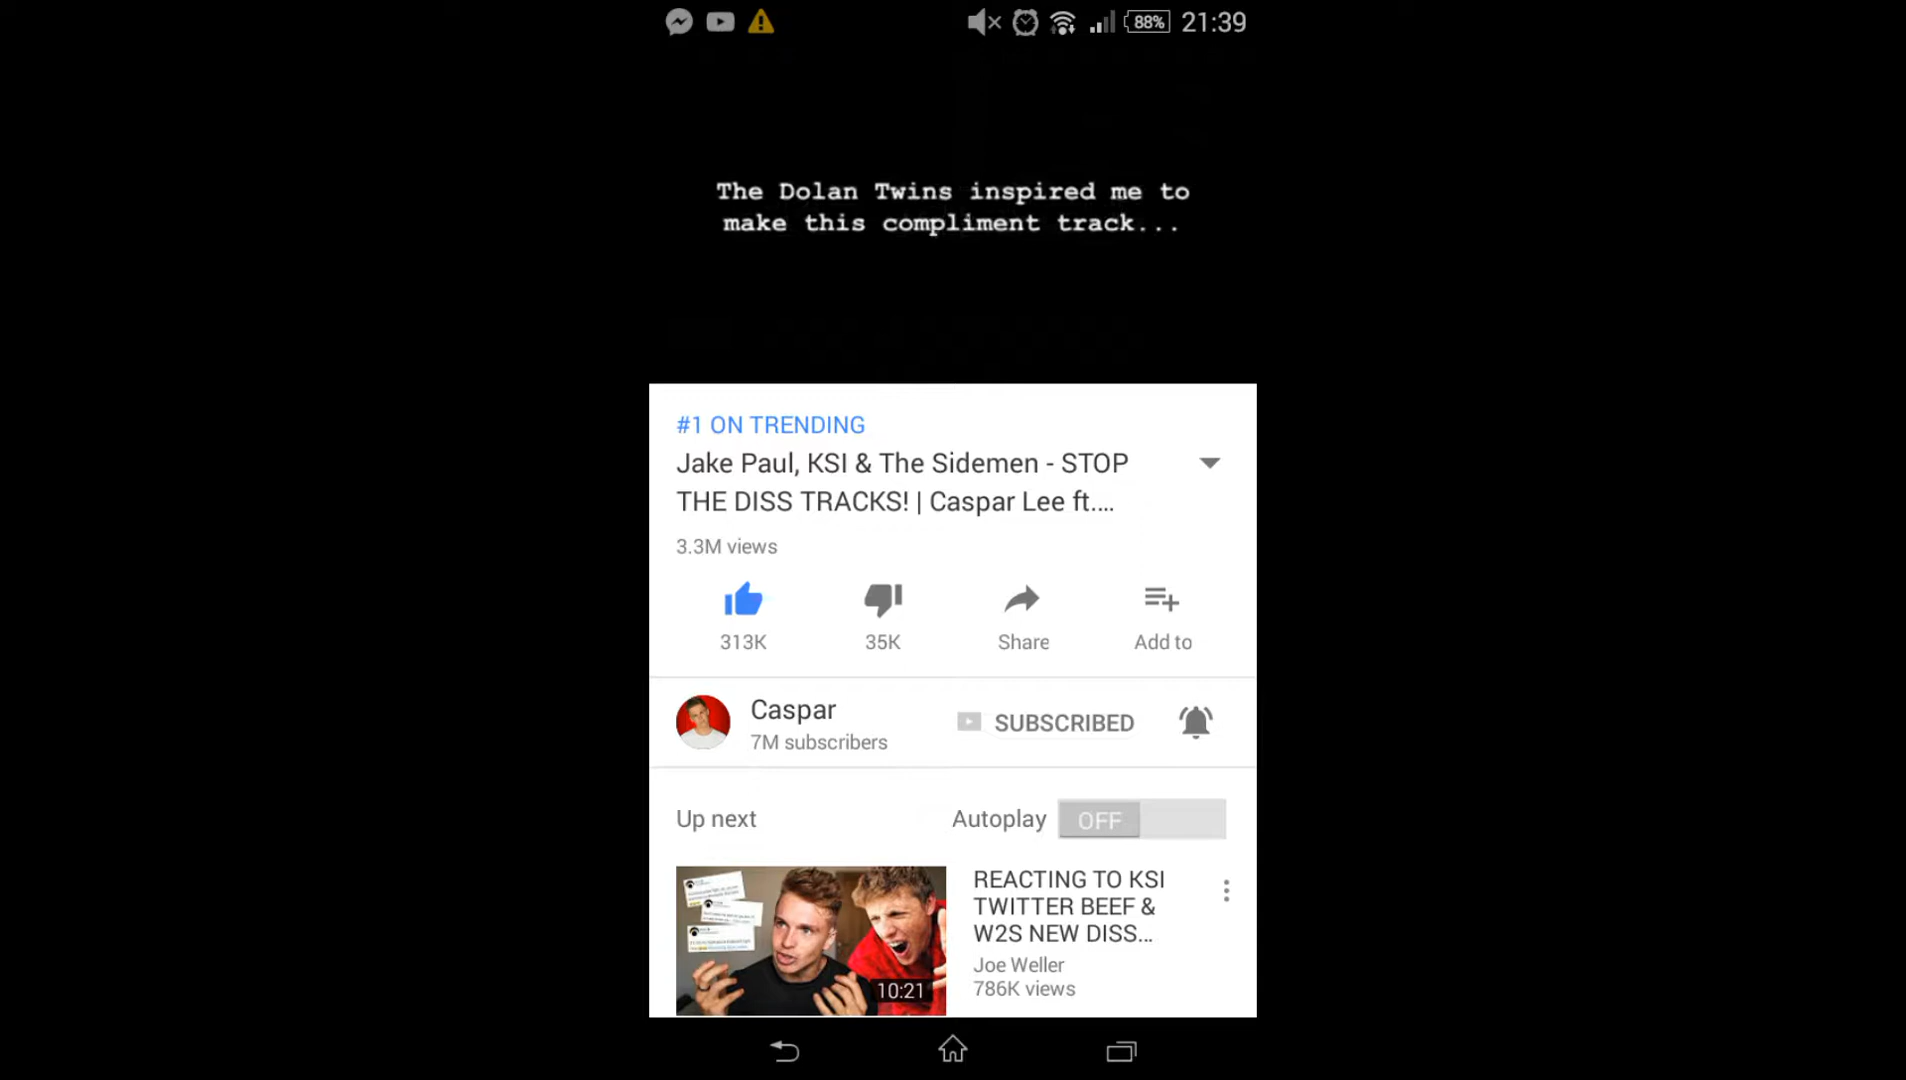 88% 21:39
The Dolan Twins inspired me to
make this compliment track...
#1 ON TRENDING
Jake Paul, KSI & The Sidemen - STOP
THE DISS TRACKS! | Caspar Lee ft....
3.3M views
313K 35K Share Add to
Caspar
7M subscribers
SUBSCRIBED
Up next Autoplay OFF
REACTING TO KSI
TWITTER BEEF &
W2S NEW DISS...
Joe Weller
786K views
10:21